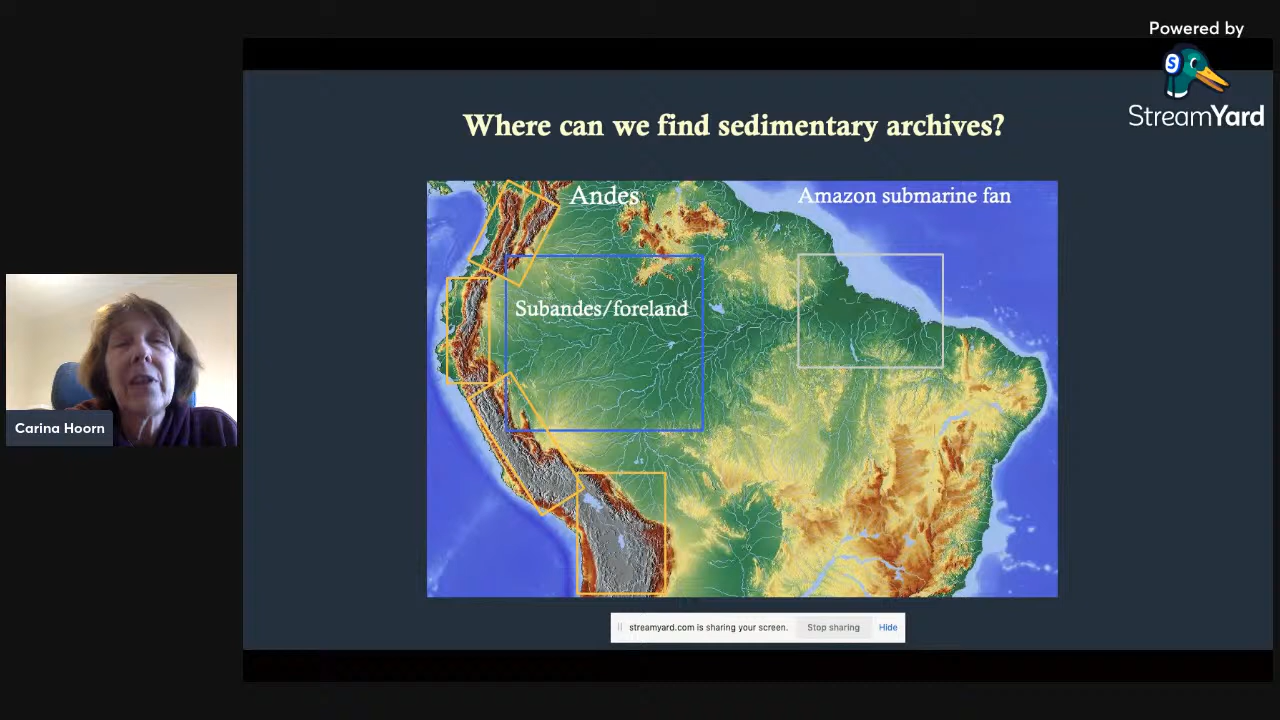 Powered by
S
StreamYard
Where can we find sedimentary archives?
Andes
Amazon submarine fan
Subandes/foreland
Carina Hoorn
streamyard.com is sharing your screen.
Stop sharing
Hide